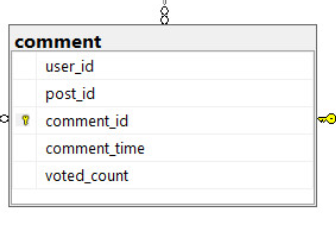 comment
user_id
post_id
comment_id
comment_time
voted_count